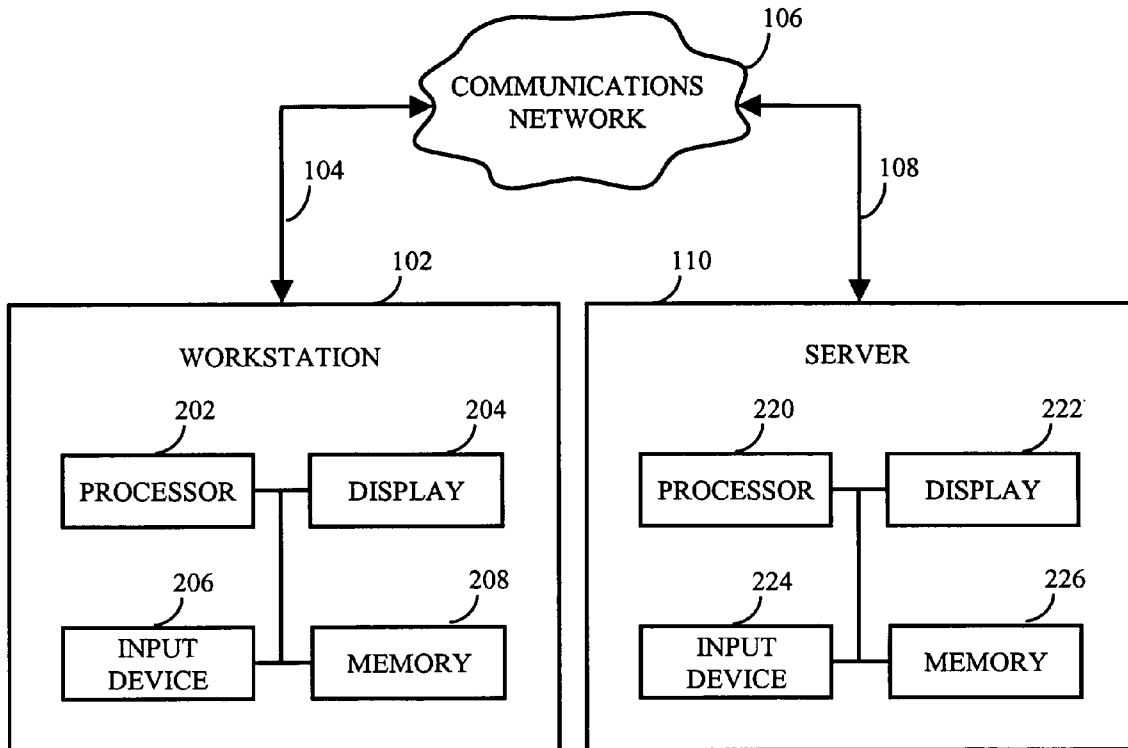 106
COMMUNICATIONS
NETWORK
104
108
102
110
WORKSTATION
SERVER
202
204
220
222
PROCESSOR
DISPLAY
PROCESSOR
DISPLAY
206
208
224
226
INPUT
DEVICE
MEMORY
INPUT
DEVICE
MEMORY